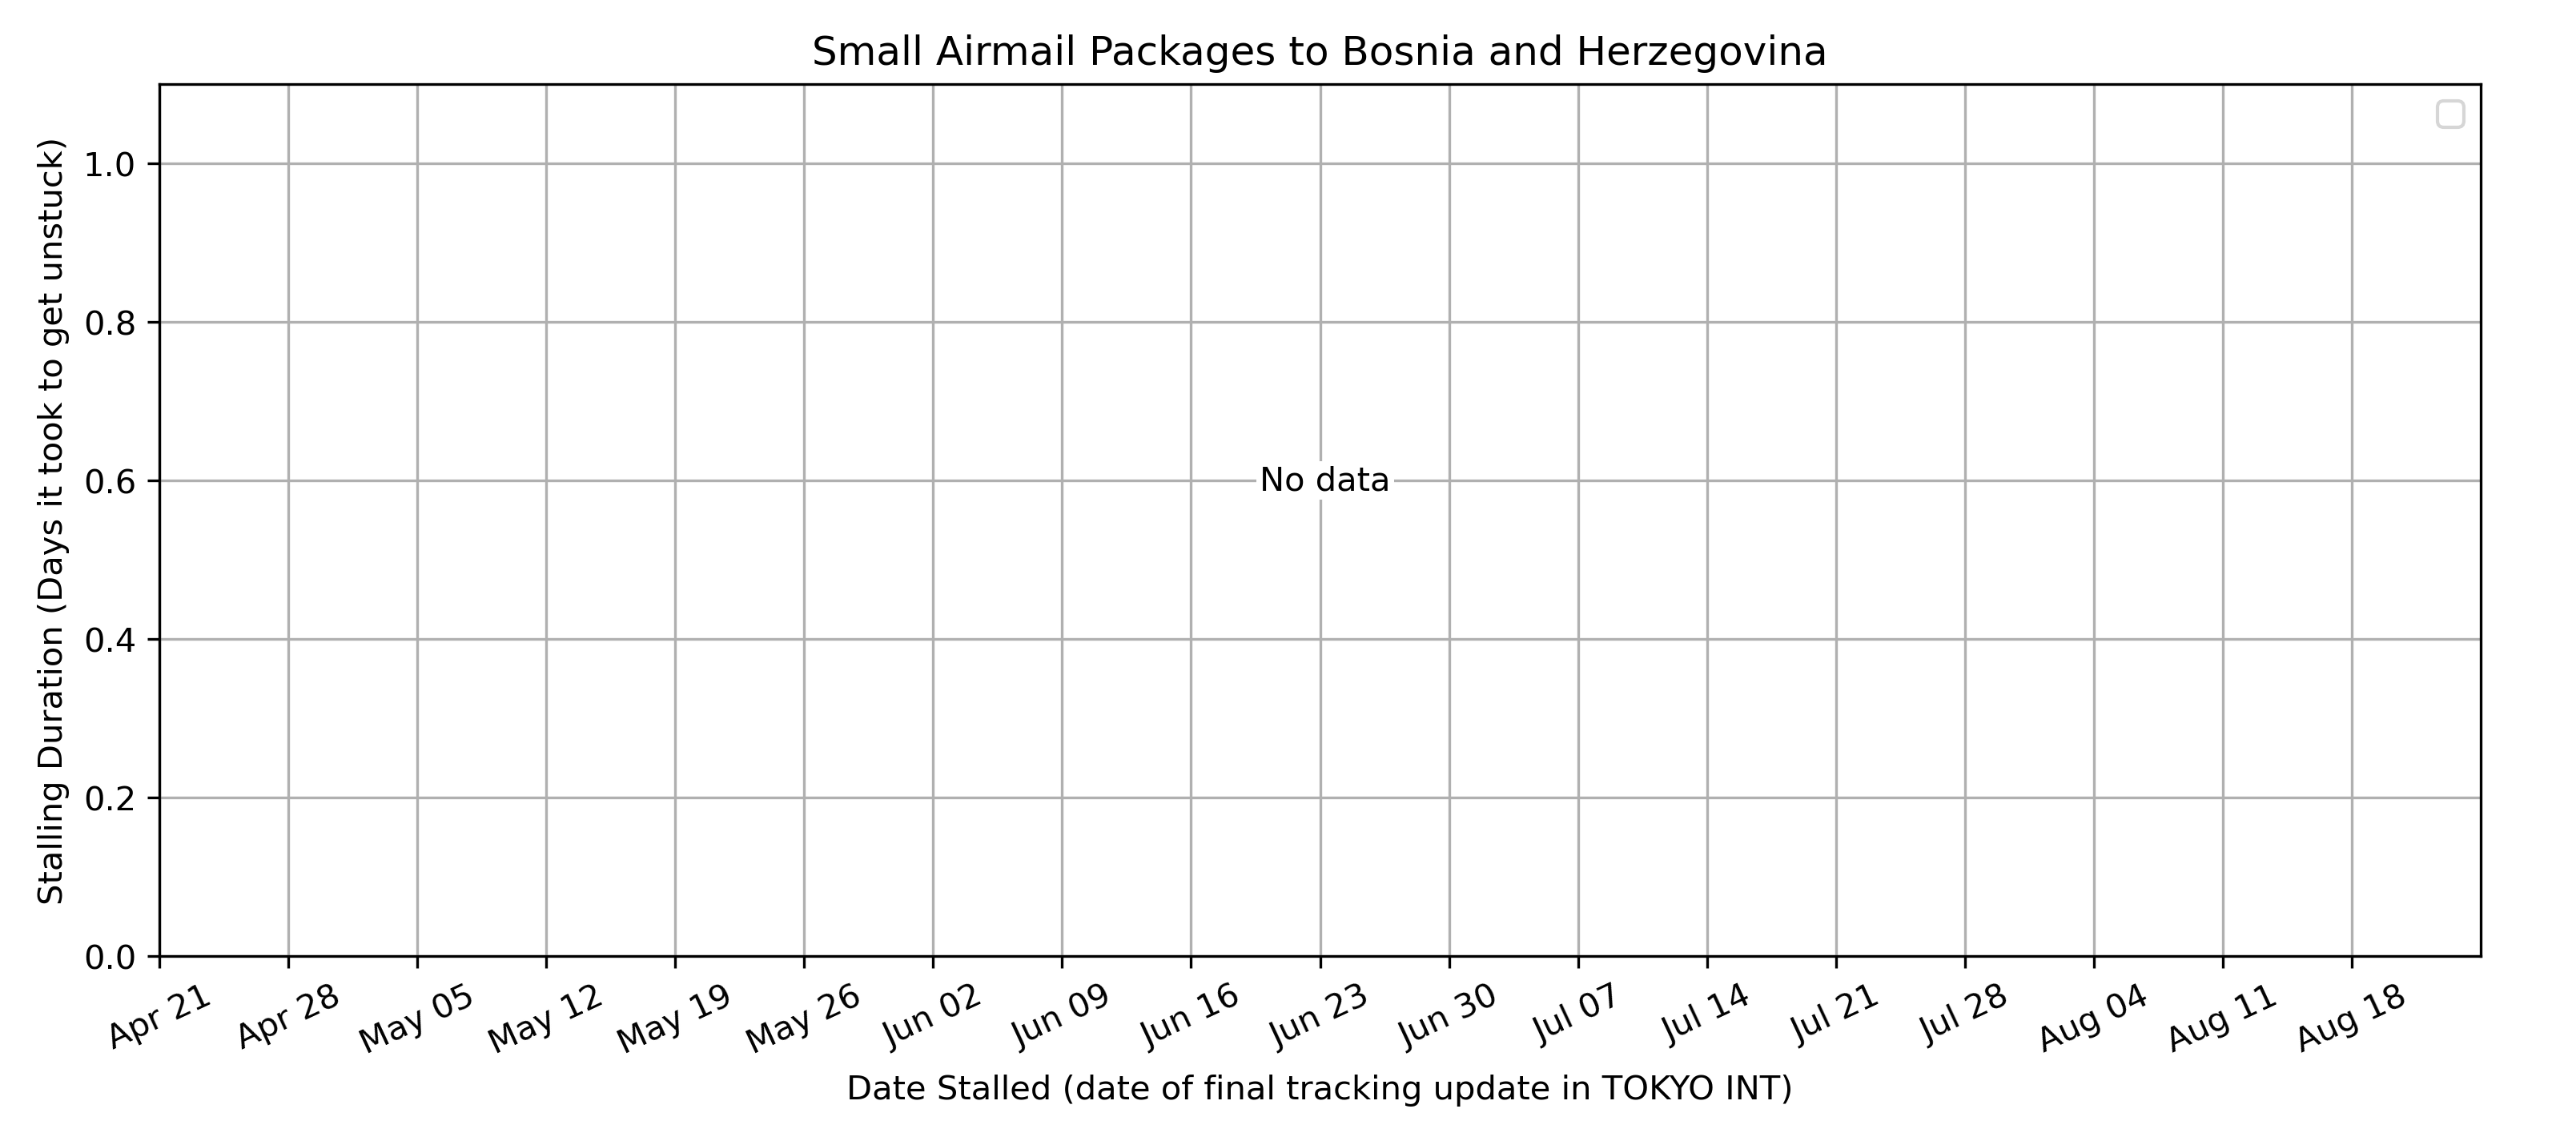 Small Airmail Packages to Bosnia and Herzegovina
Stalling Duration (Days it took to get unstuck)
1.0
0.8
0.6
0.4
0.2
0.0
No data
Apr 21
Apr 28
May 05
May 12
May 19
May 26
Jun 02
Jun 09
Jun 16
Jun 23
Jun 30
Jul 07
Jul 14
Jul 21
Jul 28
Aug 04
Aug 11
Aug 18
Date Stalled (date of final tracking update in TOKYO INT)